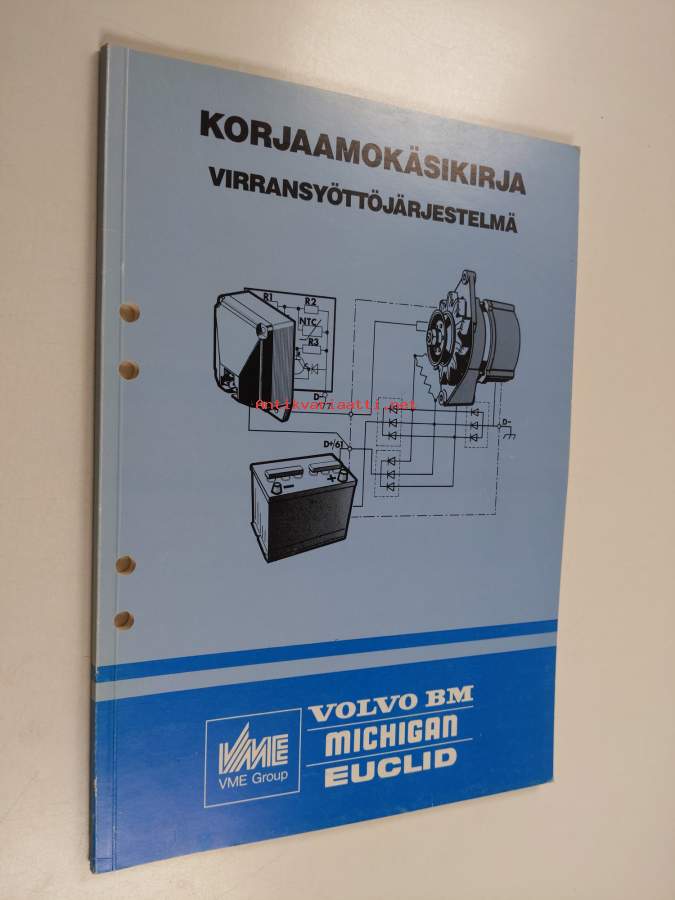 KORJAAMOKÄSIKIRJA
VIRRANSYÖTTÖJÄRJESTELMÄ
R1
R2
NTC
R3
D-
Antikvariaatti.net
D-
D+/61
- +
VME
VME Group
VOLVO BM
MICHIGAN
EUCLID